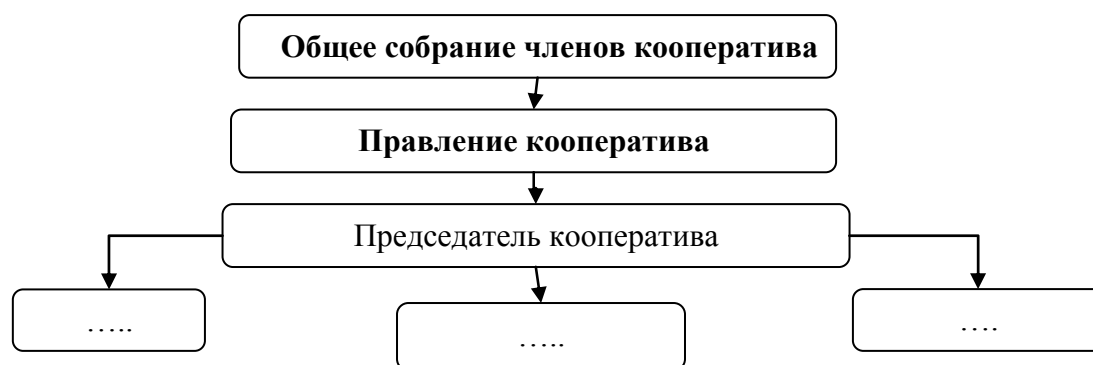 Общее собрание членов кооператива
Правление кооператива
Председатель кооператива
…..
…..
….